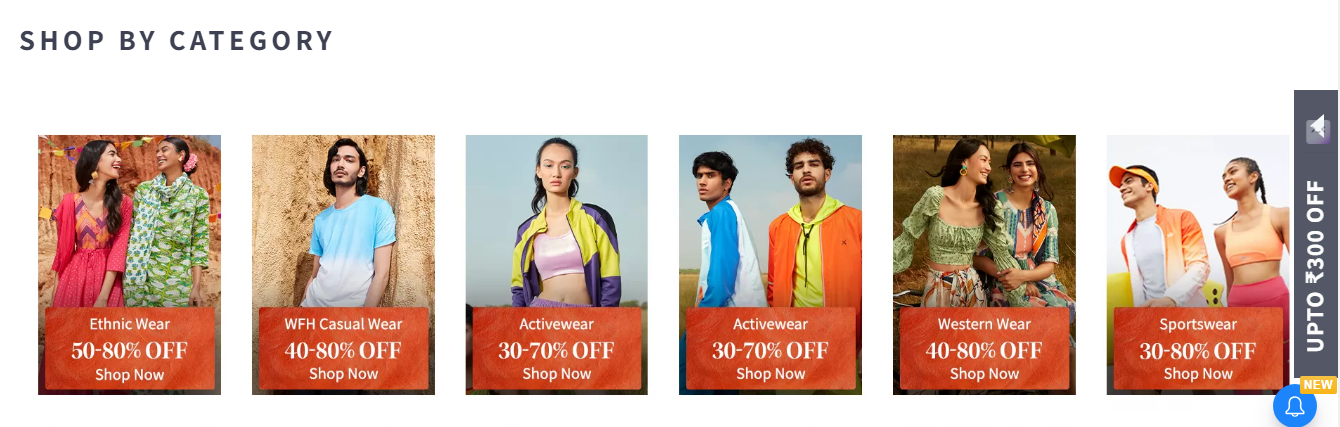 SHOP BY CATEGORY
Ethnic Wear
50-80% OFF
Shop Now
WFH Casual Wear
40-80% OFF
Shop Now
Activewear
30-70% OFF
Shop Now
Activewear
30-70% OFF
Shop Now
Western Wear
40-80% OFF
Shop Now
Sportswear
30-80% OFF
Shop Now
UPTO ₹300 OFF
NEW